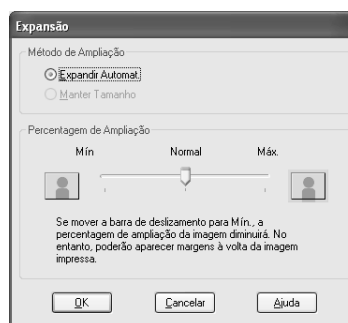 Expansão
Método de Ampliação
Expandir Automat.
Manter Tamanho
Percentagem de Ampliação
Mín Normal Máx.
Se mover a barra de deslizamento para Mín., a
percentagem de ampliação da imagem diminuirá. No
entanto, poderão aparecer margens à volta da imagem
impressa.
OK Cancelar Ajuda